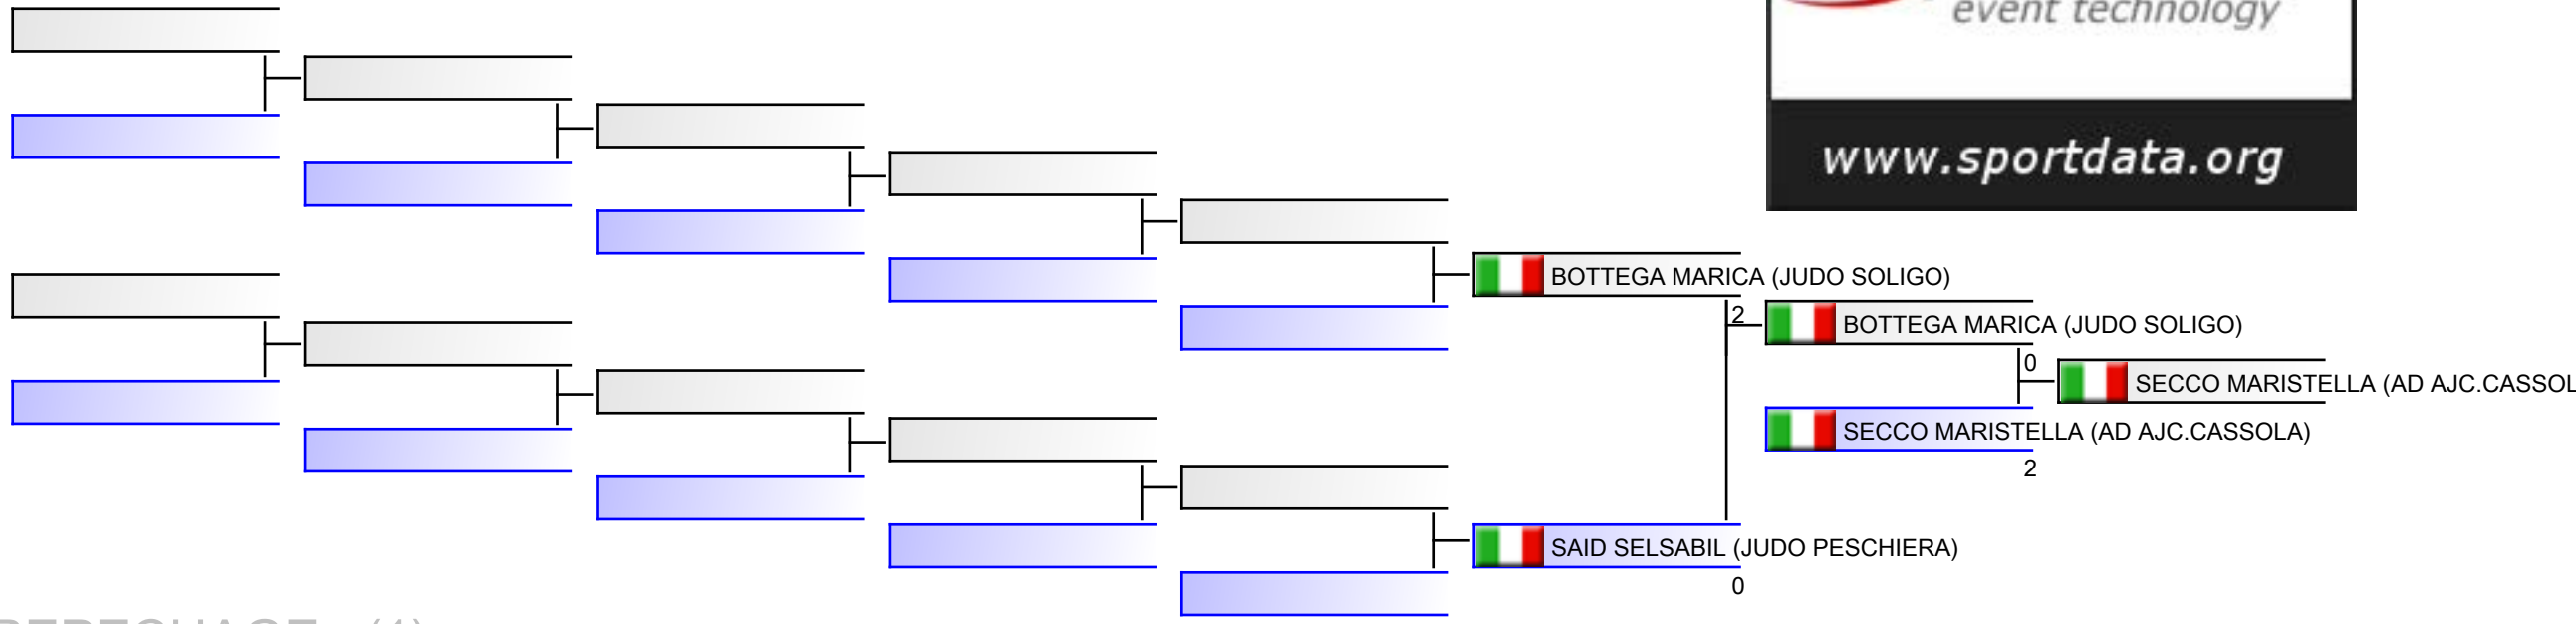 event technology
www.sportdata.org
BOTTEGA MARICA (JUDO SOLIGO)
2
BOTTEGA MARICA (JUDO SOLIGO)
0
SECCO MARISTELLA (AD AJC.CASSOL
SECCO MARISTELLA (AD AJC.CASSOLA)
2
SAID SELSABIL (JUDO PESCHIERA)
0